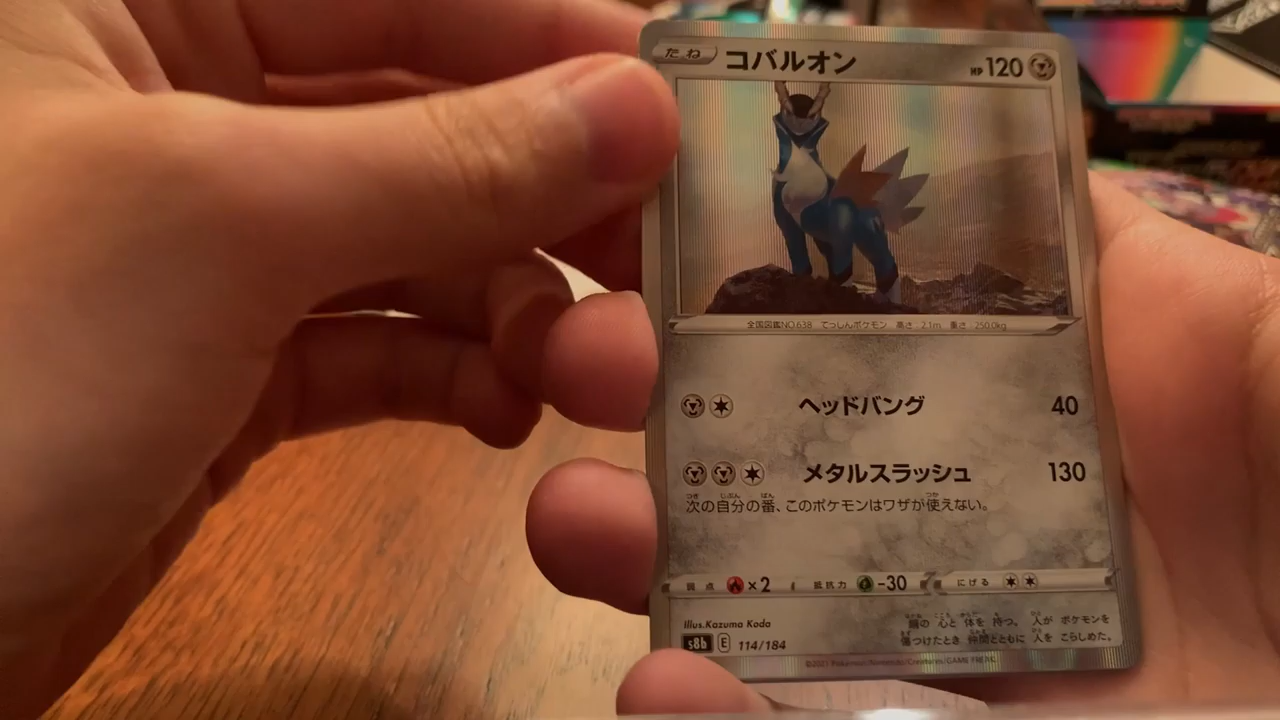 たね コバルオン HP 120
全国図鑑NO.638 てっしんポケモン 高さ:2.1m 重さ:250.0kg
ヘッドバング 40
メタルスラッシュ 130
次の自分の番、このポケモンはワザが使えない。
弱点 ×2 抵抗力 -30 にげる
Illus.Kazuma Koda
鋼の 心と 体を 持つ。 人が ポケモンを
傷つけたとき 仲間とともに 人を こらしめた。
s8b E 114/184
©2021 Pokémon/Nintendo/Creatures/GAME FREAK.